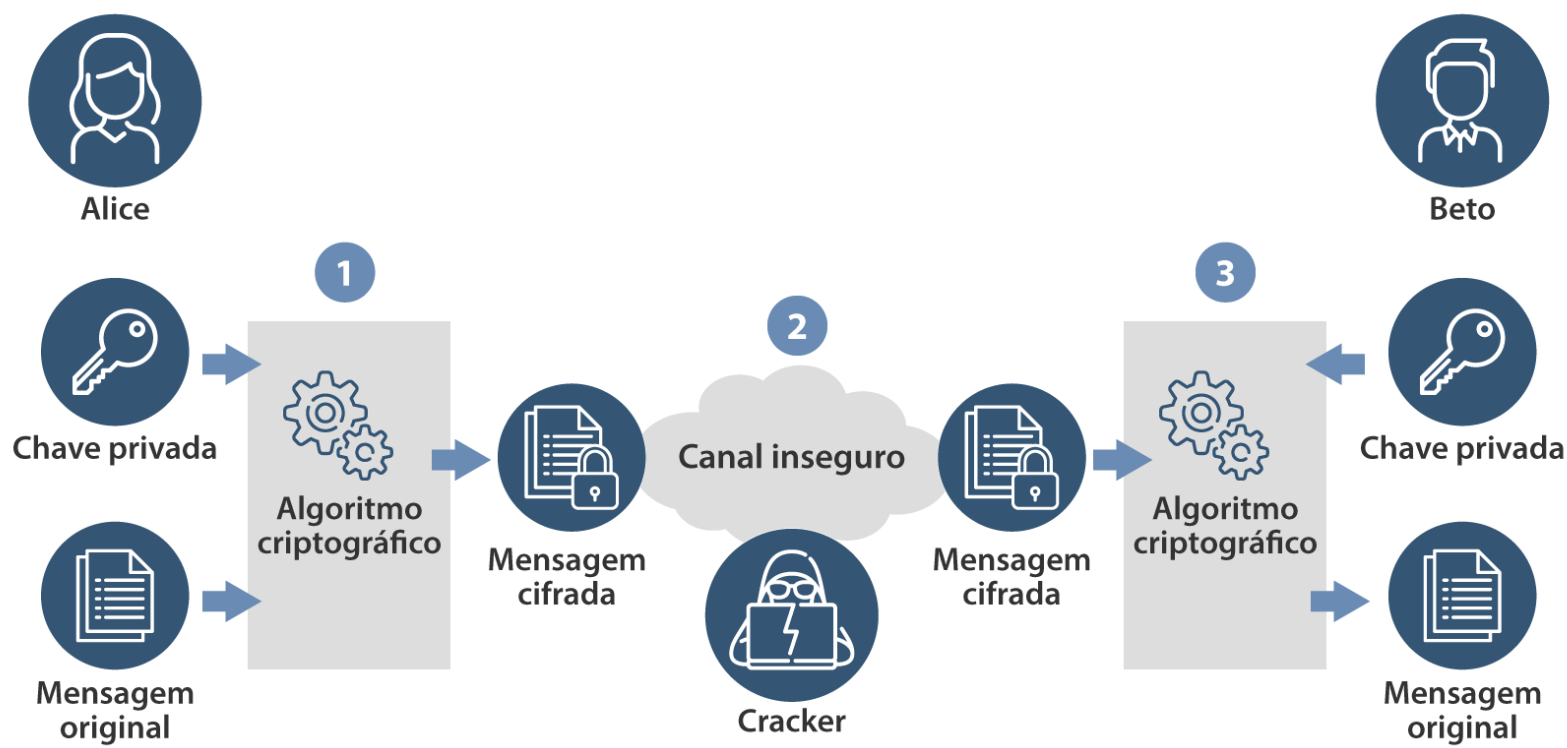 Alice
Beto
1
2
3
Chave privada
Algoritmo
criptográfico
Mensagem
original
Mensagem
cifrada
Canal inseguro
Cracker
Mensagem
cifrada
Algoritmo
criptográfico
Chave privada
Mensagem
original